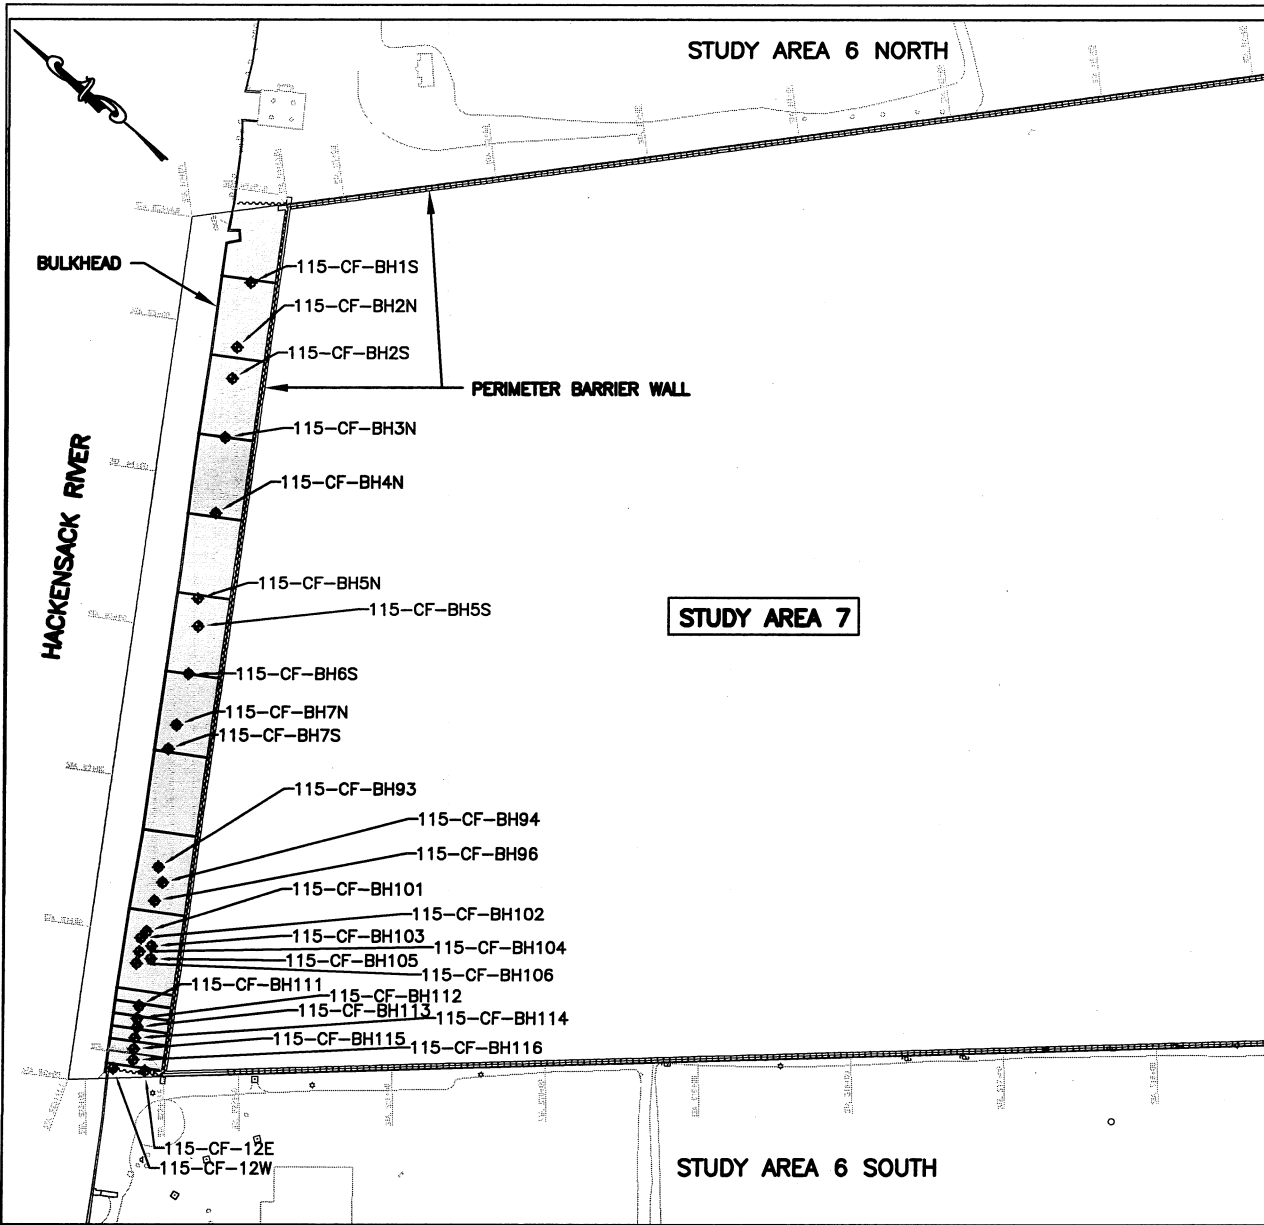 STUDY AREA 6 NORTH
BULKHEAD
115-CF-BH1S
115-CF-BH2N
115-CF-BH2S
PERIMETER BARRIER WALL
115-CF-BH3N
HACKENSACK RIVER
115-CF-BH4N
115-CF-BH5N
115-CF-BH5S
STUDY AREA 7
115-CF-BH6S
115-CF-BH7N
115-CF-BH7S
115-CF-BH93
115-CF-BH94
115-CF-BH96
115-CF-BH101
115-CF-BH102
115-CF-BH103
115-CF-BH104
115-CF-BH105
115-CF-BH106
115-CF-BH111
115-CF-BH112
115-CF-BH113
115-CF-BH114
115-CF-BH115
115-CF-BH116
115-CF-12E
115-CF-12W
STUDY AREA 6 SOUTH